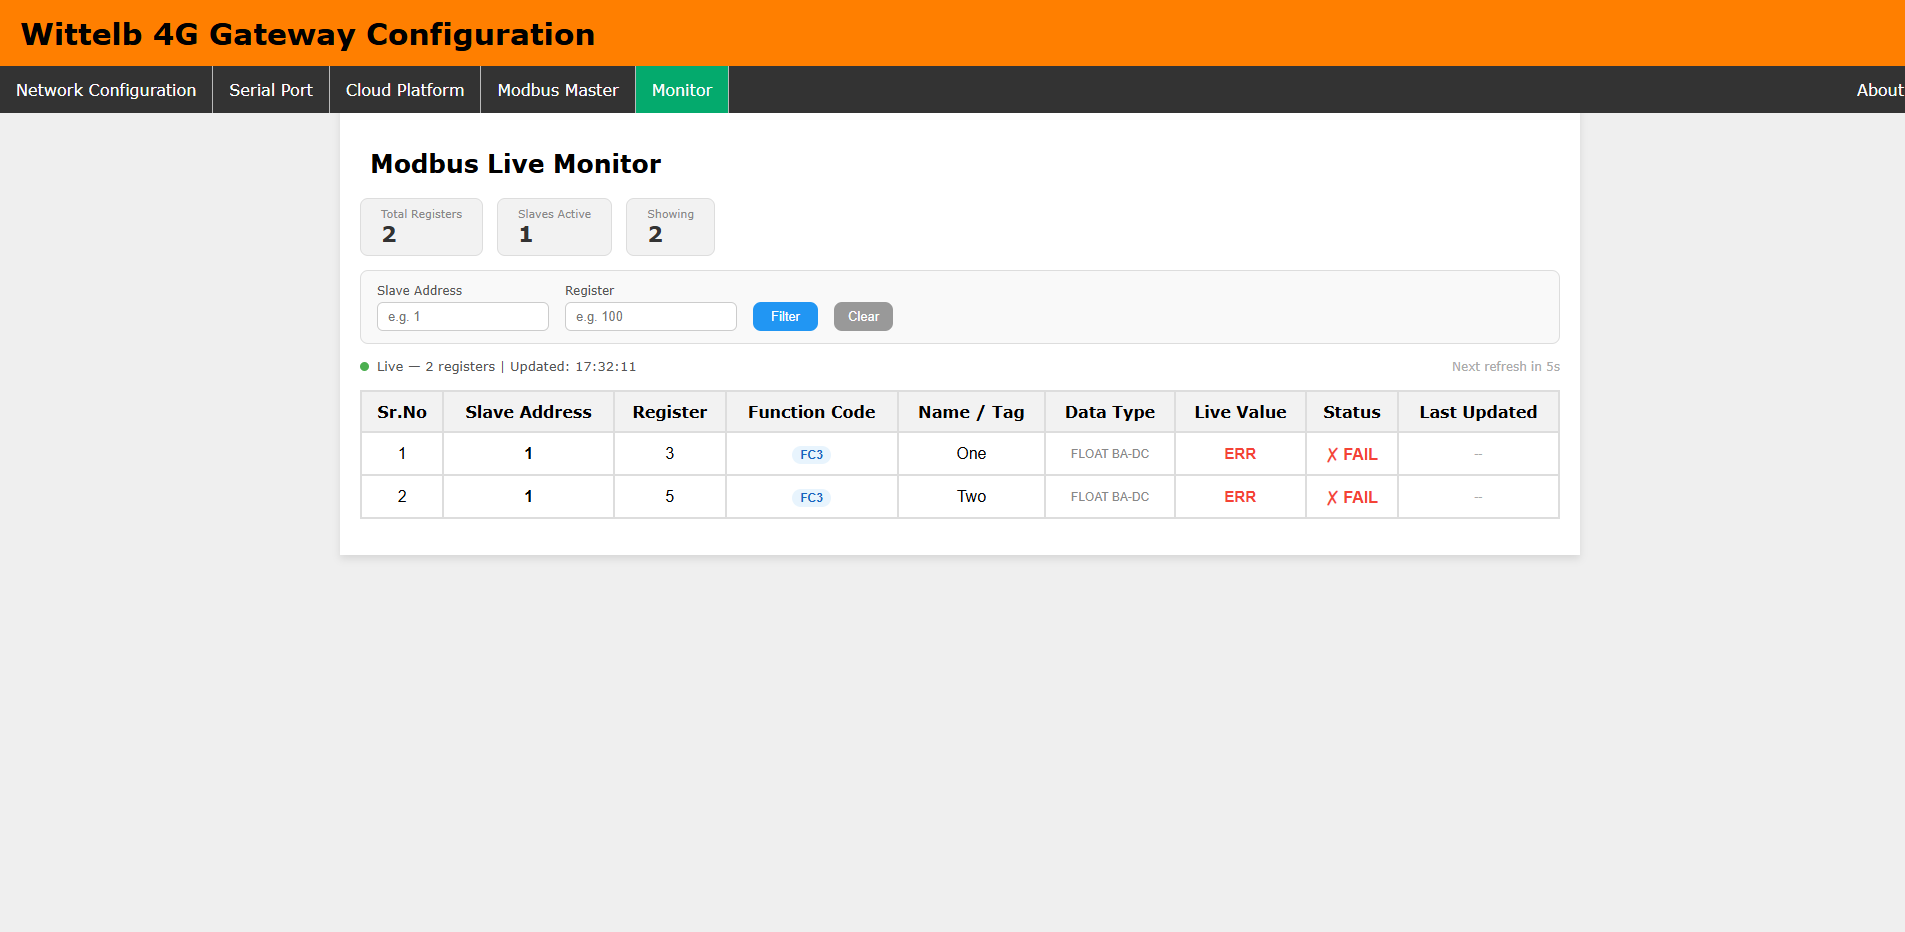 Wittelb 4G Gateway Configuration
Network Configuration Serial Port Cloud Platform Modbus Master Monitor About
Modbus Live Monitor
Total Registers Slaves Active Showing
2 1 2
Slave Address Register
e.g. 1 e.g. 100 Filter Clear
Live — 2 registers | Updated: 17:32:11 Next refresh in 5s
Sr.No Slave Address Register Function Code Name / Tag Data Type Live Value Status Last Updated
1 1 3 FC3 One FLOAT BA-DC ERR ✗ FAIL --
2 1 5 FC3 Two FLOAT BA-DC ERR ✗ FAIL --